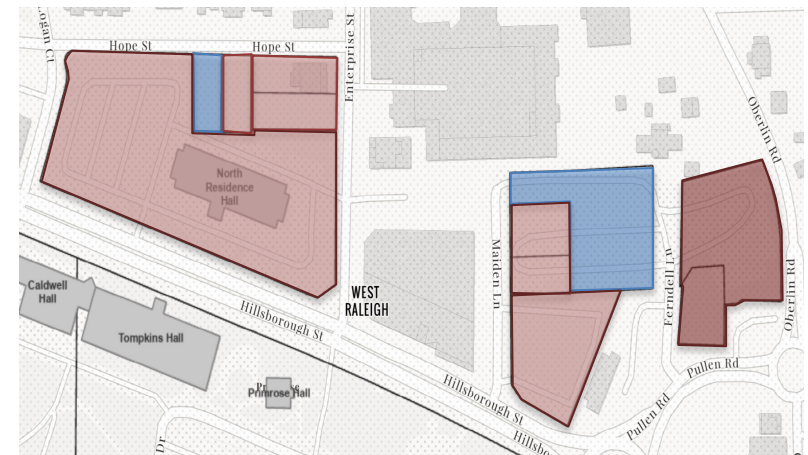 Logan Ct
Hope St
Hope St
Enterprise St
Oberlin Rd
North
Residence
Hall
Maiden Ln
Ferndell Ln
Oberlin Rd
Caldwell
Hall
WEST
RALEIGH
Tompkins Hall
Hillsborough St
Pullen Rd
Primrose Hall
Hillsborough St
Pullen Rd
Hillsbo
Dr